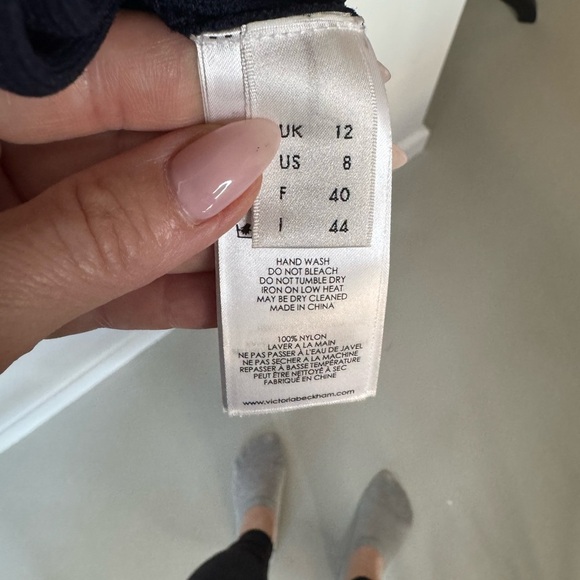 UK 12
US 8
F 40
I 44
HAND WASH
DO NOT BLEACH
DO NOT TUMBLE DRY
IRON ON LOW HEAT
MAY BE DRY CLEANED
MADE IN CHINA
100% NYLON
LAVER A LA MAIN
NE PAS PASSER À L'EAU DE JAVEL
NE PAS SECHER A LA MACHINE
REPASSER À BASSE TEMPÉRATURE
PEUT ÊTRE NETTOYÉ À SEC
FABRIQUÉ EN CHINE
www.victoriabeckham.com